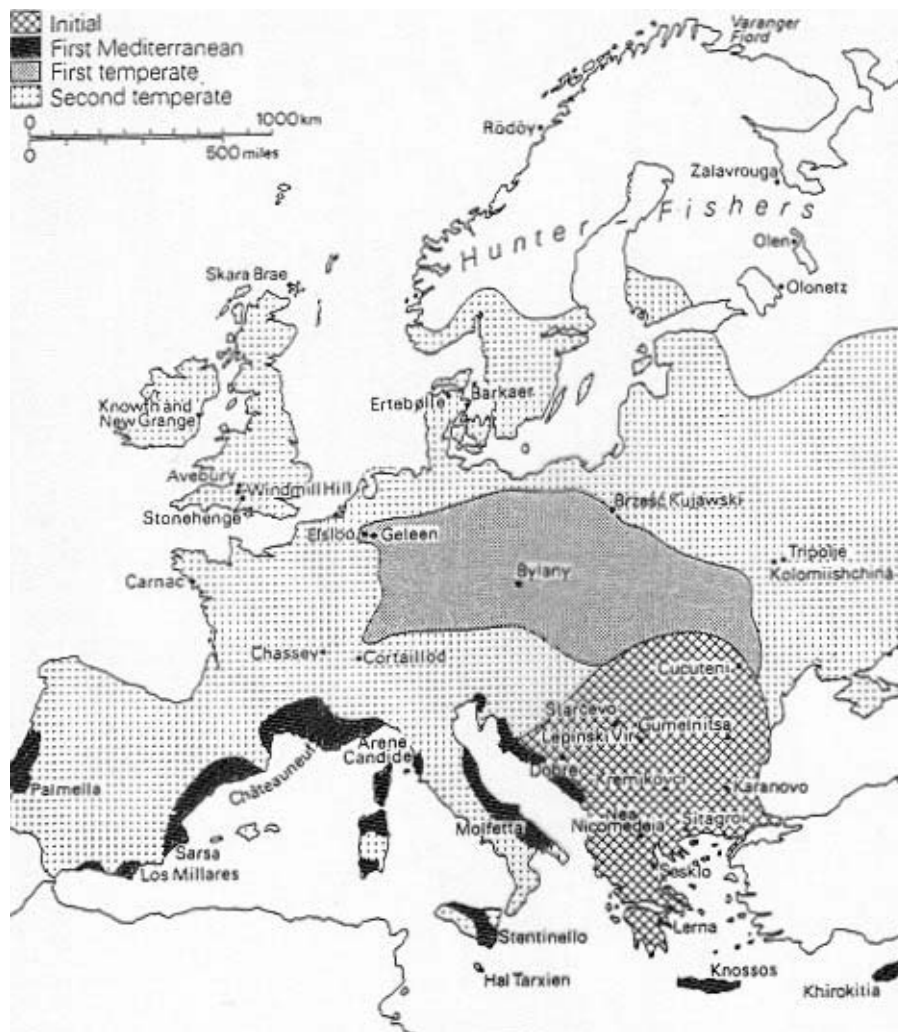 Initial
First Mediterranean
First temperate
Second temperate
0 1000 km
0 500 miles
Varanger
Fjord
Rödöy
Zalavrouga
Hunter - Fishers
Olen
Olonetz
Skara Brae
Ertebølle
Barkaer
Knowth and
New Grange
Avebury
Windmill Hill
Stonehenge
Brześć Kujawski
Elsloo
Geleen
Tripolje
Kolomiishchina
Bylany
Carnac
Chassey
Cortaillod
Cucuteni
Starcevo
Gumelnitsa
Lepinski Vir
Arene
Candide
Dobre
Kremikovci
Karanovo
Palmella
Châteauneuf
Nea
Nicomedeia
Sitagroi
Molfetta
Sarsa
Los Millares
Sesklo
Lerna
Stentinello
Hal Tarxien
Knossos
Khirokitia